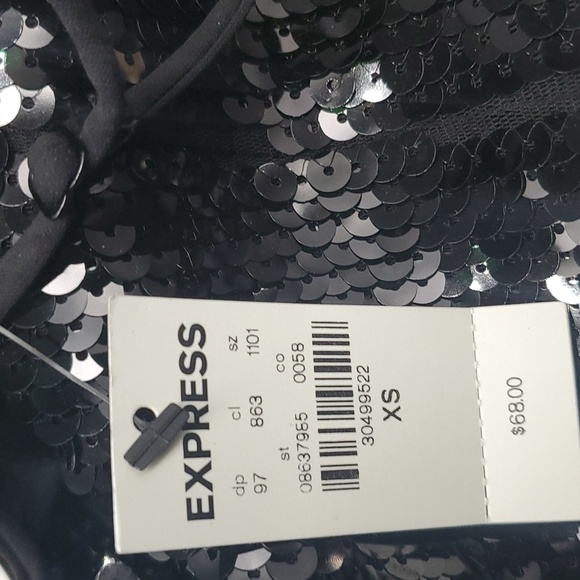 EXPRESS
dp cl sz
97 863 1101
st co
08637985 0058
30499522
XS
$68.00